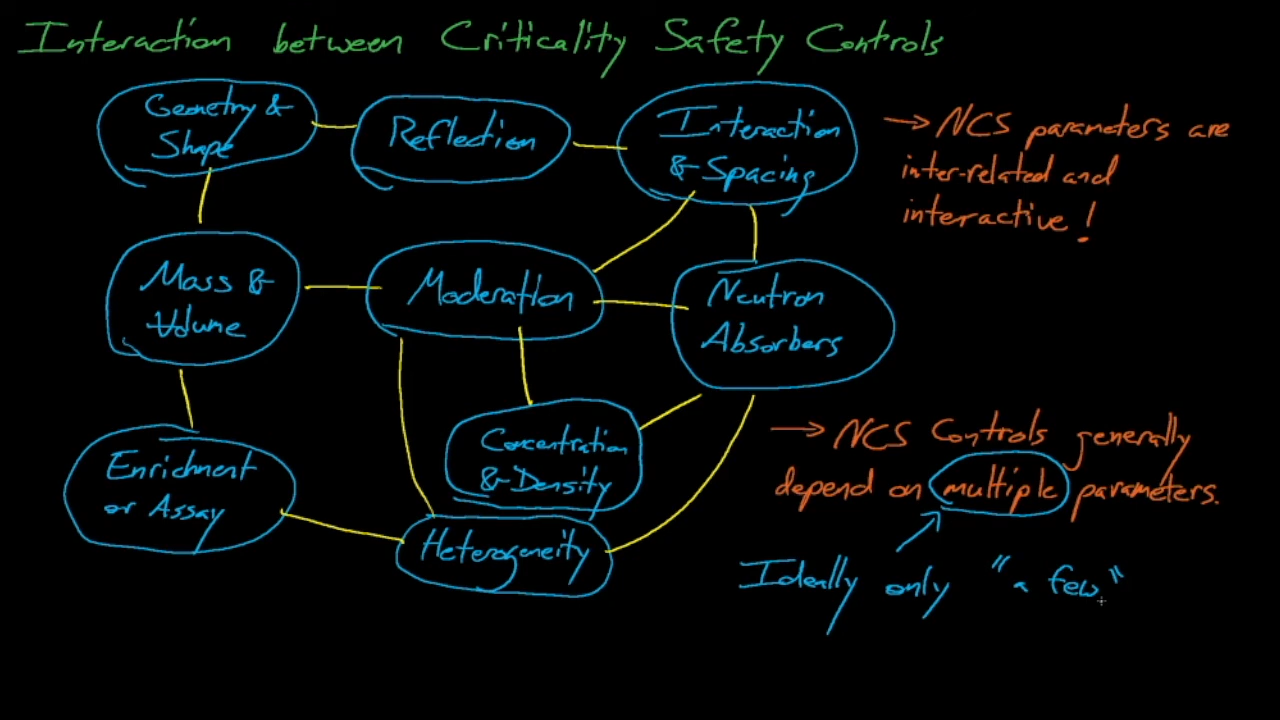 Interaction between Criticality Safety Controls
Geometry &
Shape
Reflection
Interaction
& Spacing
→ NCS parameters are
inter-related and
interactive!
Mass &
Volume
Moderation
Neutron
Absorbers
Concentration
& Density
Enrichment
or Assay
Heterogeneity
→ NCS Controls generally
depend on multiple parameters.
Ideally only "a few"